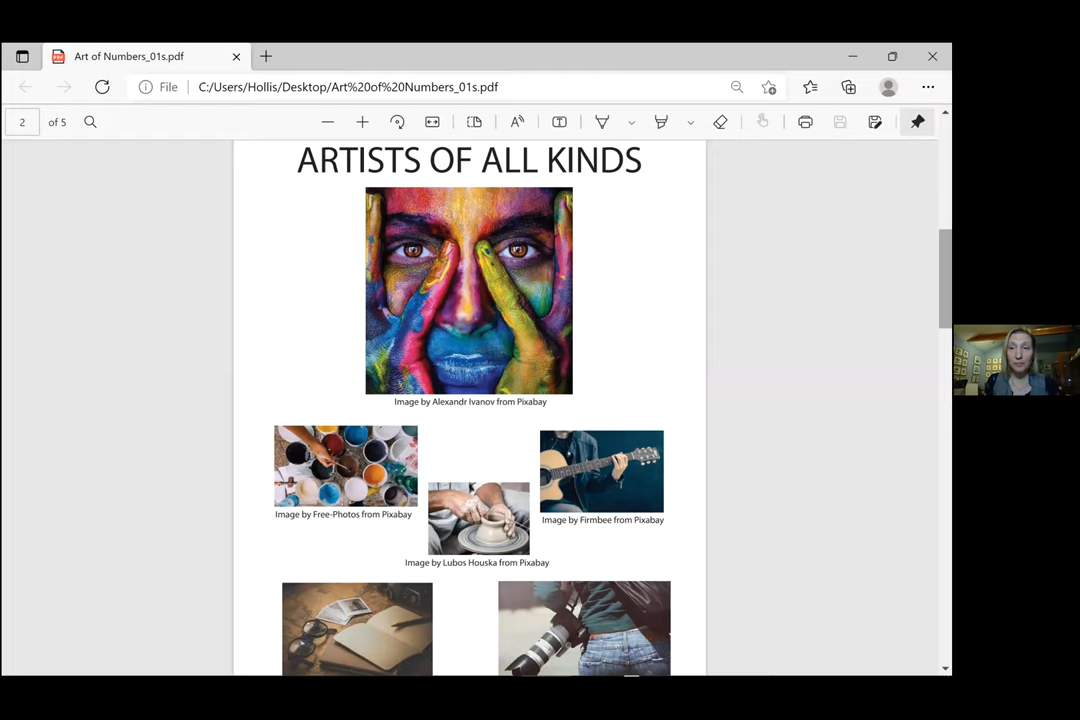 Art of Numbers_01s.pdf
File
C:/Users/Hollis/Desktop/Art%20of%20Numbers_01s.pdf
2 of 5
ARTISTS OF ALL KINDS
Image by Alexandr Ivanov from Pixabay
Image by Free-Photos from Pixabay
Image by Firmbee from Pixabay
Image by Lubos Houska from Pixabay